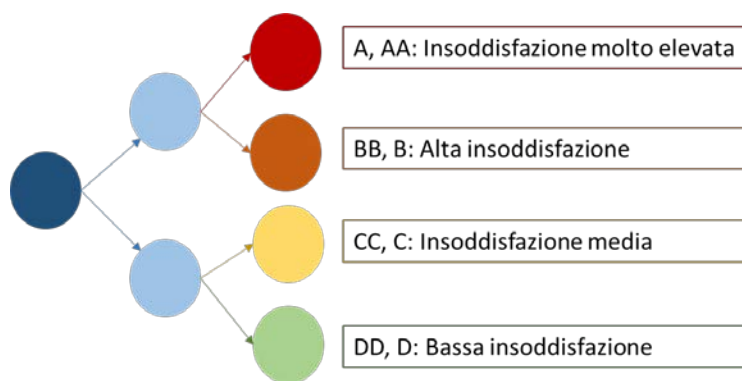 A, AA: Insoddisfazione molto elevata
BB, B: Alta insoddisfazione
CC, C: Insoddisfazione media
DD, D: Bassa insoddisfazione